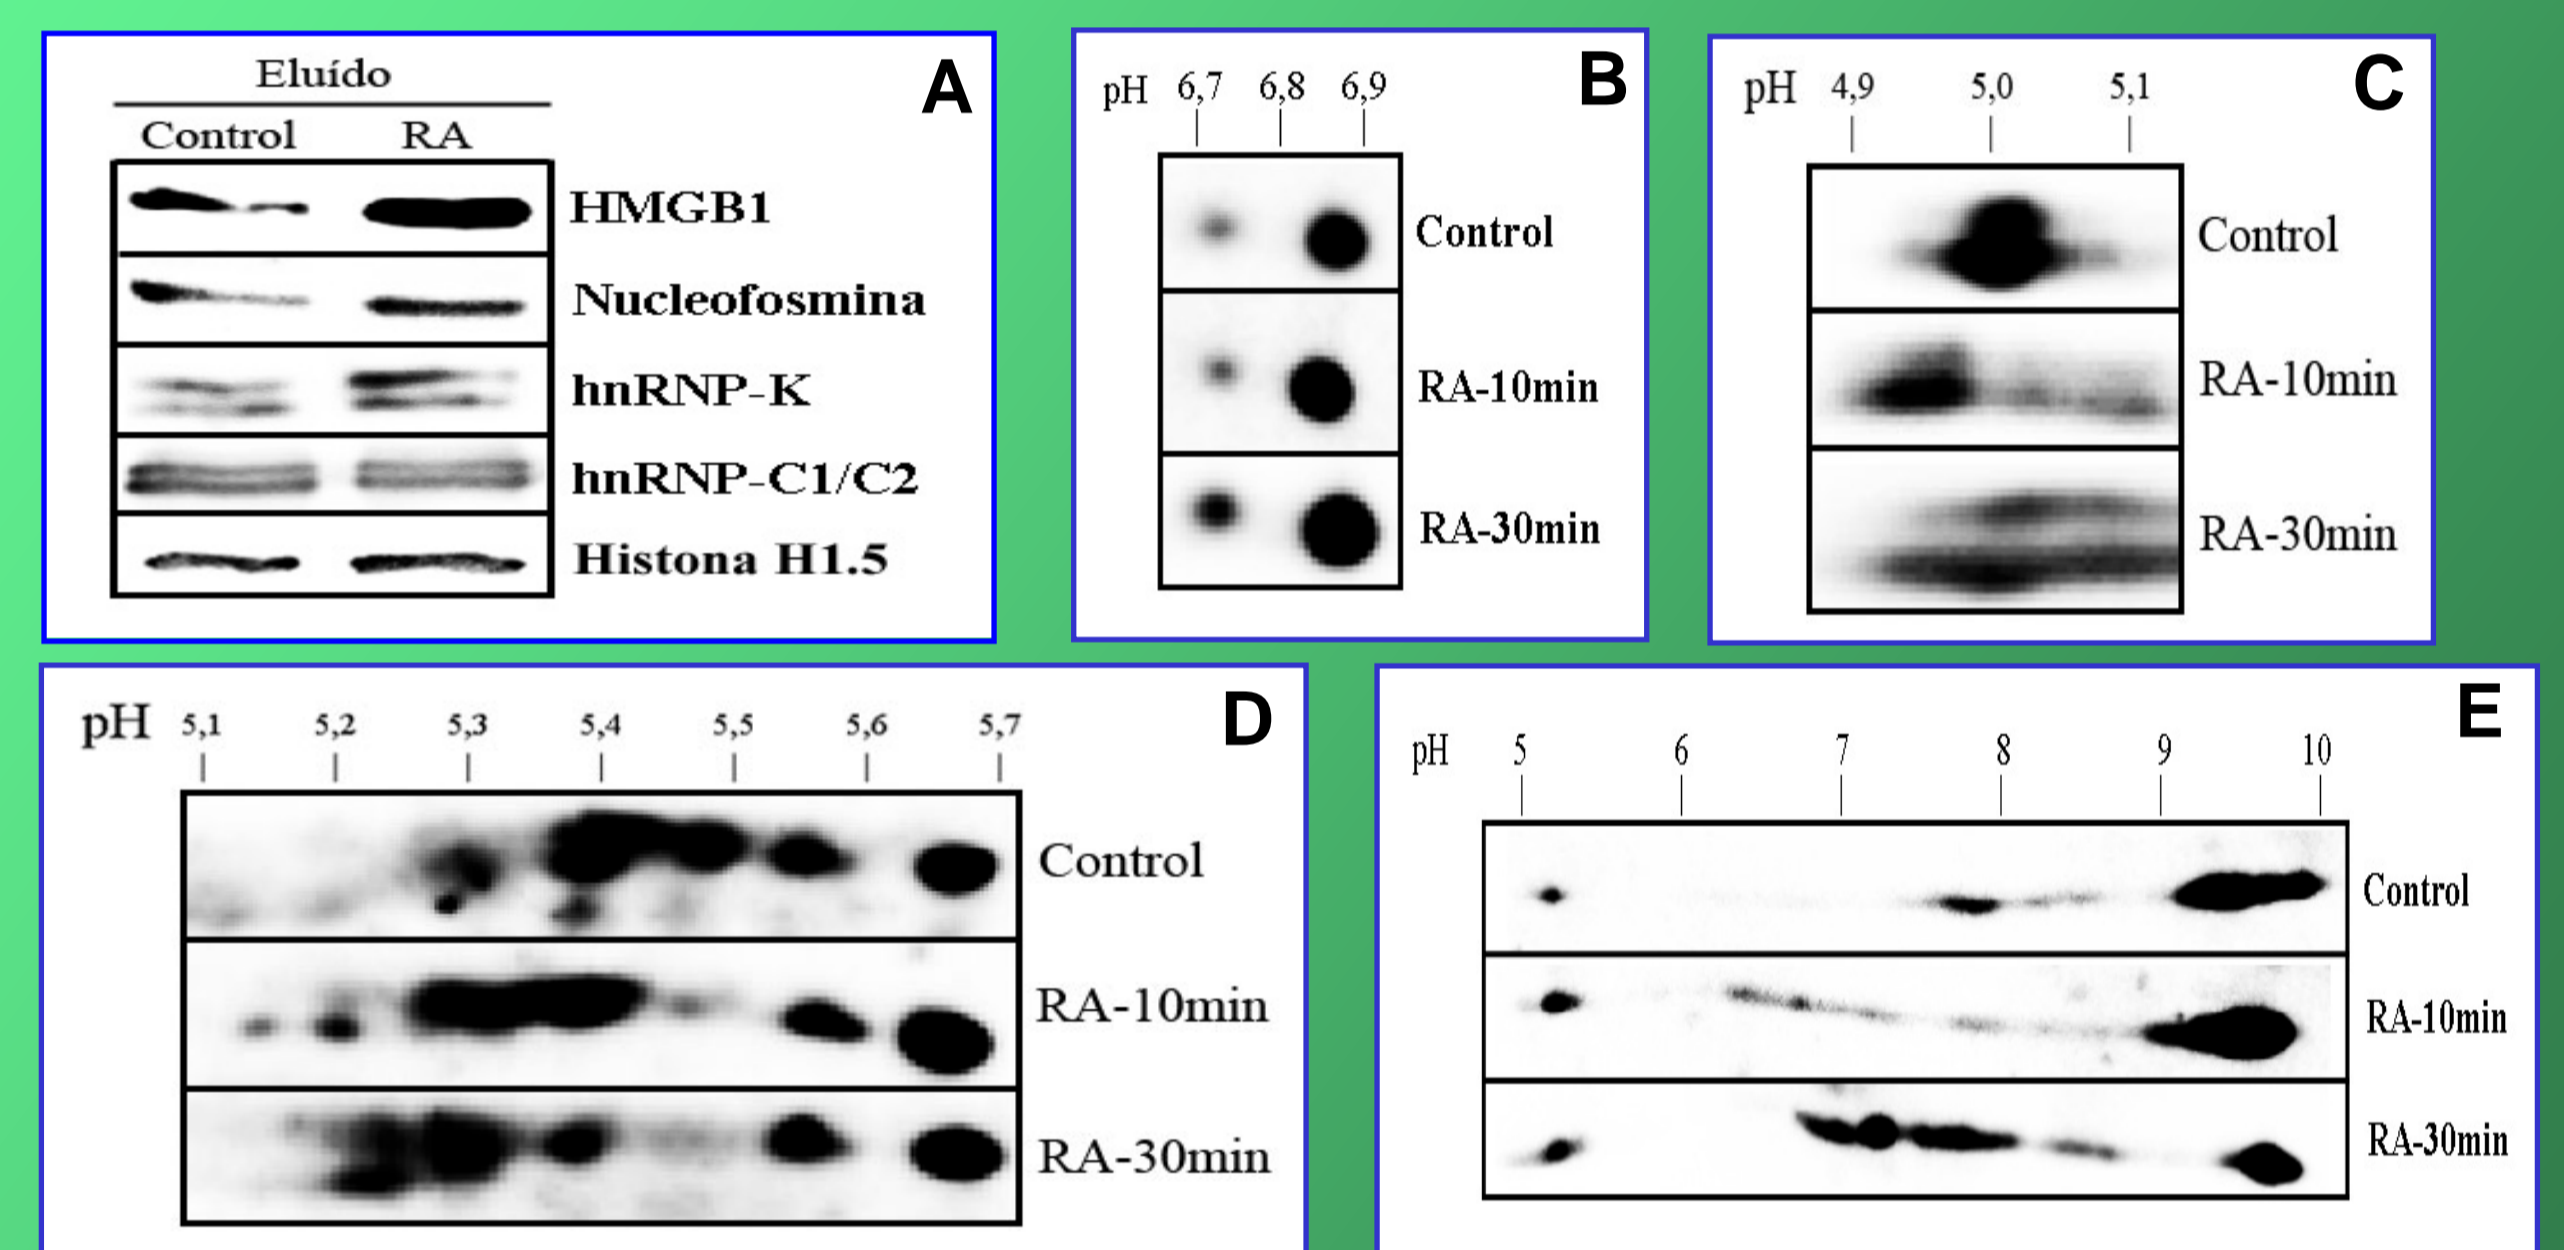 A
Eluído
Control RA
HMGB1
Nucleofosmina
hnRNP-K
hnRNP-C1/C2
Histona H1.5
B
pH 6,7 6,8 6,9
Control
RA-10min
RA-30min
C
pH 4,9 5,0 5,1
Control
RA-10min
RA-30min
D
pH 5,1 5,2 5,3 5,4 5,5 5,6 5,7
Control
RA-10min
RA-30min
E
pH 5 6 7 8 9 10
Control
RA-10min
RA-30min